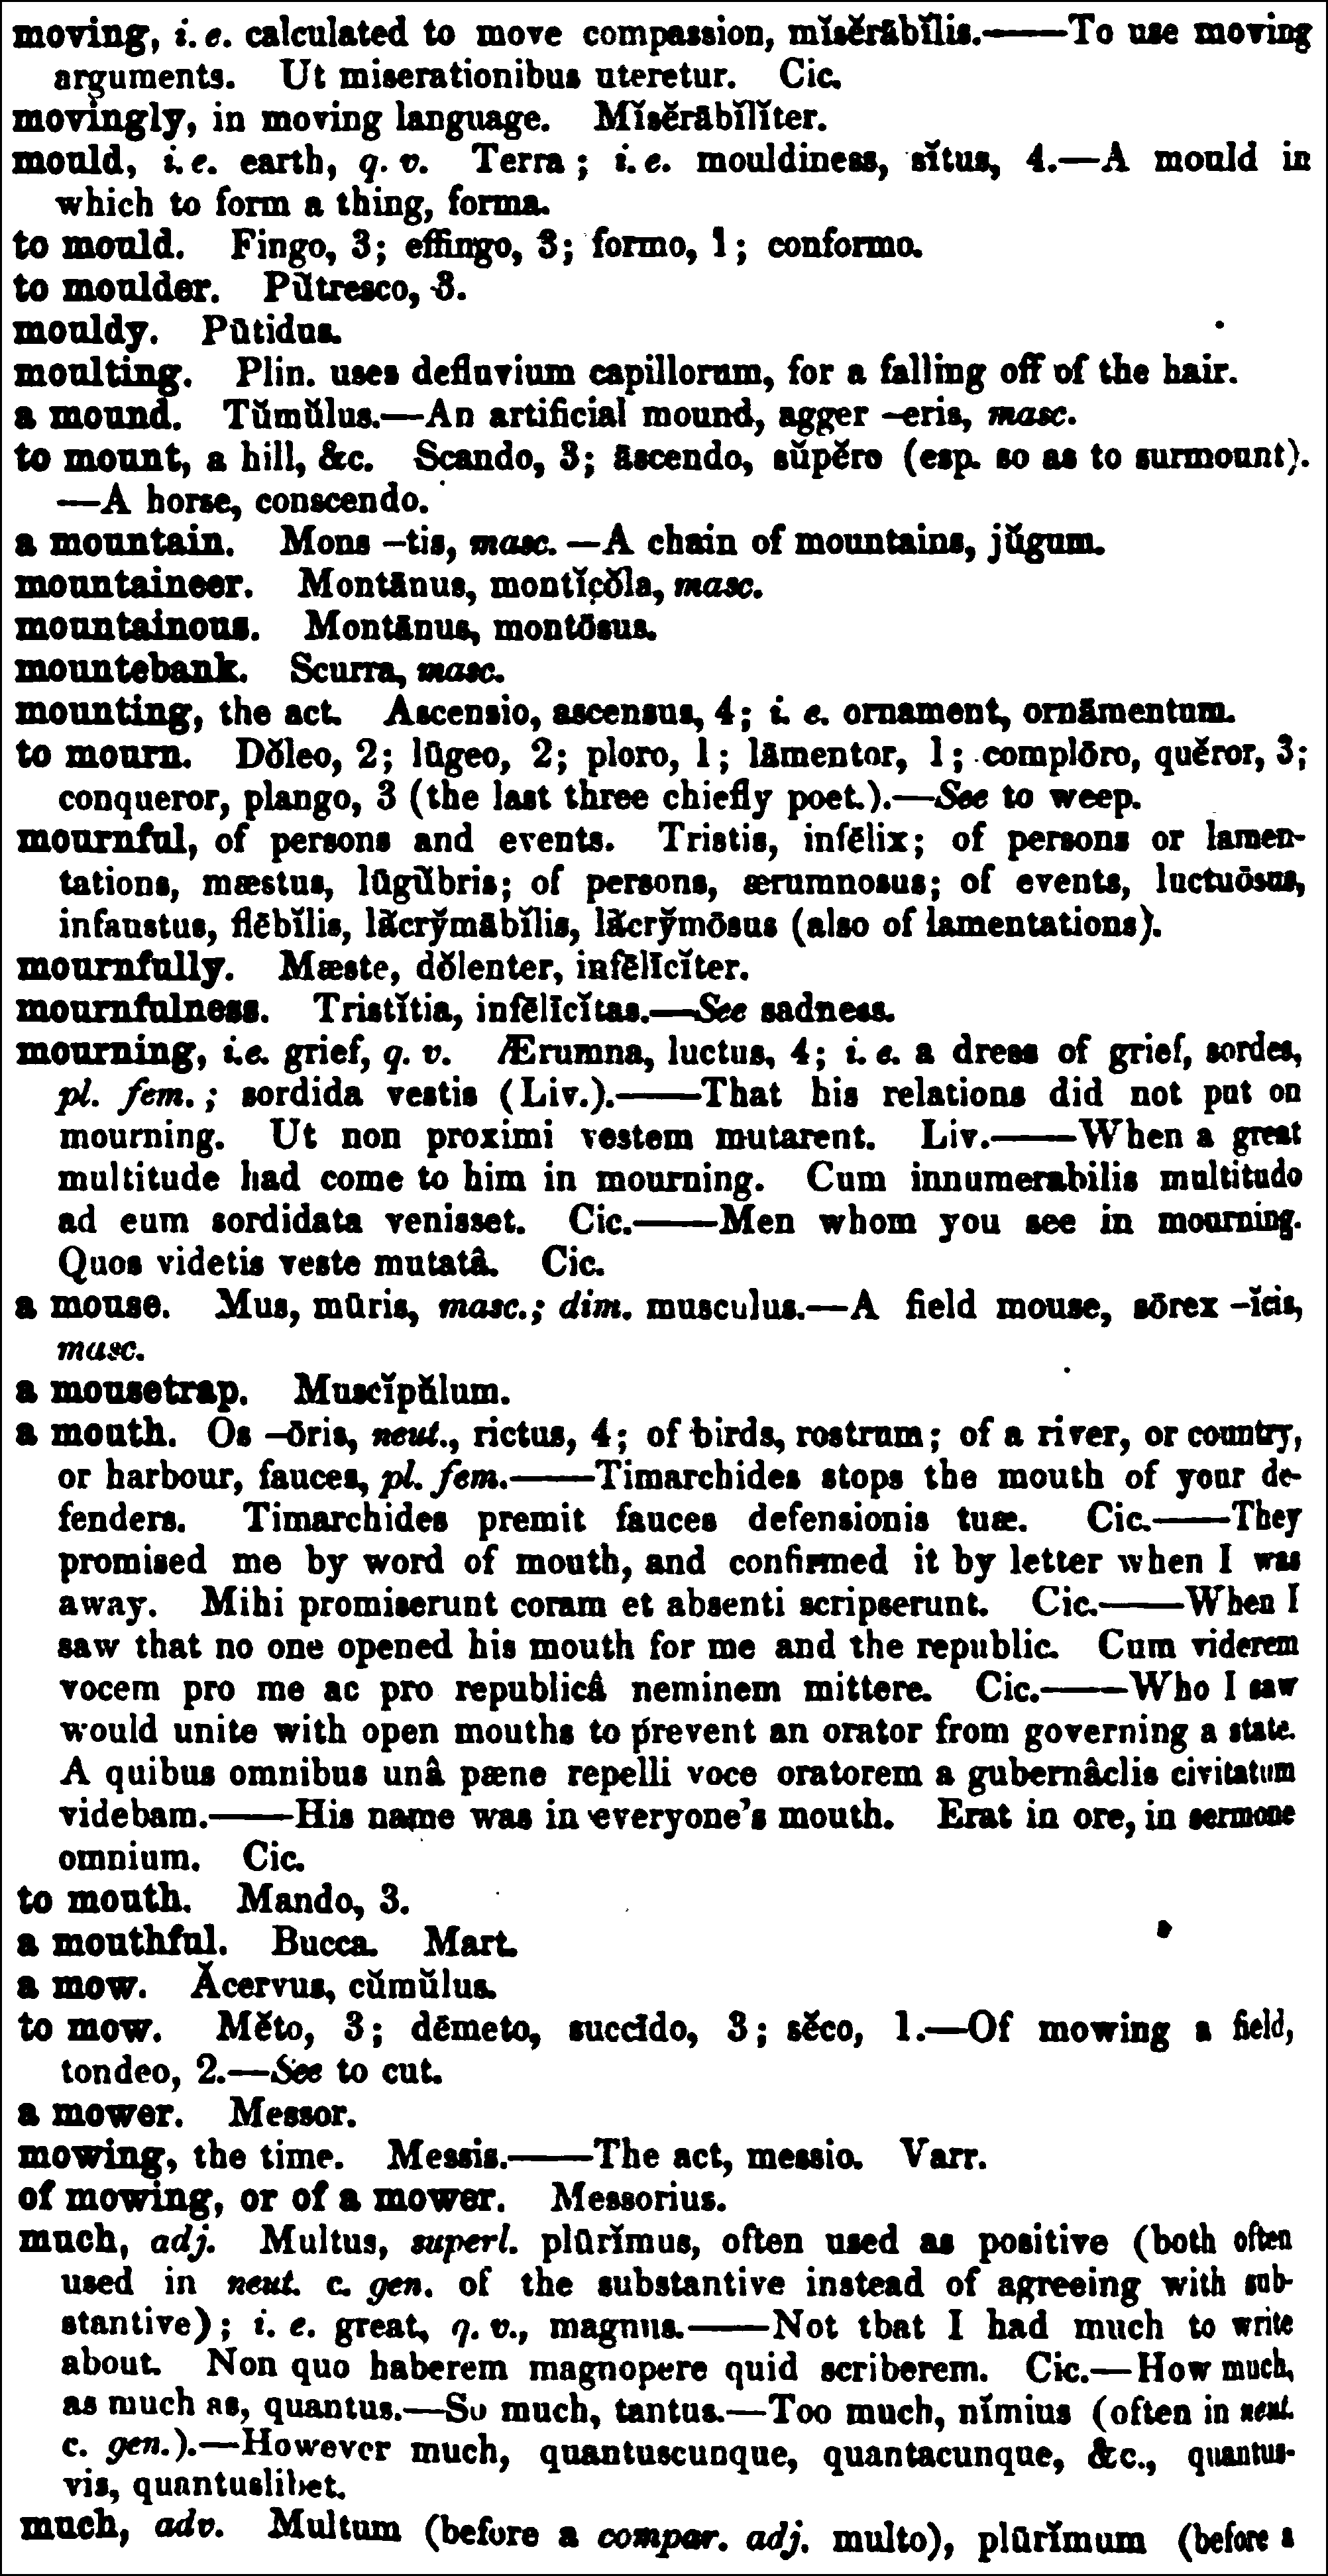 moving, i. e. calculated to move compassion, mĭsĕrābĭlis.——To use moving
arguments. Ut miserationibus uteretur. Cic.
movingly, in moving language. Mĭsĕrābĭlĭter.
mould, i. e. earth, q. v. Terra; i. e. mouldiness, sĭtus, 4.—A mould in
which to form a thing, forma.
to mould. Fingo, 3; effingo, 3; formo, 1; conformo.
to moulder. Pūtresco, 3.
mouldy. Pūtidus.
moulting. Plin. uses defluvium capillorum, for a falling off of the hair.
a mound. Tŭmŭlus.—An artificial mound, agger –eris, masc.
to mount, a hill, &c. Scando, 3; āscendo, sŭpĕro (esp. so as to surmount).
—A horse, conscendo.
a mountain. Mons –tis, masc.—A chain of mountains, jŭgum.
mountaineer. Montānus, montĭcŏla, masc.
mountainous. Montānus, montōsus.
mountebank. Scurra, masc.
mounting, the act. Ascensio, ascensus, 4; i. e. ornament, ornāmentum.
to mourn. Dŏleo, 2; lūgeo, 2; ploro, 1; lāmentor, 1; complōro, quĕror, 3;
conqueror, plango, 3 (the last three chiefly poet.).—See to weep.
mournful, of persons and events. Tristis, infēlix; of persons or lamen-
tations, mæstus, lūgŭbris; of persons, ærumnosus; of events, luctuōsus,
infaustus, flēbĭlis, lăcrўmābĭlis, lăcrўmōsus (also of lamentations).
mournfully. Mæste, dŏlenter, infēlīcĭter.
mournfulness. Tristĭtia, infēlīcĭtas.—See sadness.
mourning, i.e. grief, q. v. Ærumna, luctus, 4; i. e. a dress of grief, sordes,
pl. fem.; sordida vestis (Liv.).——That his relations did not put on
mourning. Ut non proximi vestem mutarent. Liv.——When a great
multitude had come to him in mourning. Cum innumerabilis multitudo
ad eum sordidata venisset. Cic.——Men whom you see in mourning.
Quos videtis veste mutatâ. Cic.
a mouse. Mus, mūris, masc.; dim. musculus.—A field mouse, sōrex –ĭcis,
masc.
a mousetrap. Muscĭpŭlum.
a mouth. Os –ōris, neut., rictus, 4; of birds, rostrum; of a river, or country,
or harbour, fauces, pl. fem.——Timarchides stops the mouth of your de-
fenders. Timarchides premit fauces defensionis tuæ. Cic.——They
promised me by word of mouth, and confirmed it by letter when I was
away. Mihi promiserunt coram et absenti scripserunt. Cic.——When I
saw that no one opened his mouth for me and the republic. Cum viderem
vocem pro me ac pro republicâ neminem mittere. Cic.——Who I saw
would unite with open mouths to prevent an orator from governing a state.
A quibus omnibus unâ pæne repelli voce oratorem a gubernâclis civitatum
videbam.——His name was in everyone's mouth. Erat in ore, in sermone
omnium. Cic.
to mouth. Mando, 3.
a mouthful. Bucca. Mart.
a mow. Ăcervus, cŭmŭlus.
to mow. Mĕto, 3; dēmeto, succīdo, 3; sĕco, 1.—Of mowing a field,
tondeo, 2.—See to cut.
a mower. Messor.
mowing, the time. Messis.——The act, messio. Varr.
of mowing, or of a mower. Messorius.
much, adj. Multus, superl. plūrĭmus, often used as positive (both often
used in neut. c. gen. of the substantive instead of agreeing with sub-
stantive); i. e. great, q. v., magnus.——Not that I had much to write
about. Non quo haberem magnopere quid scriberem. Cic.—How much,
as much as, quantus.—So much, tantus.—Too much, nĭmius (often in neut.
c. gen.).—However much, quantuscunque, quantacunque, &c., quantus-
vis, quantuslibet.
much, adv. Multum (before a compar. adj. multo), plūrĭmum (before a